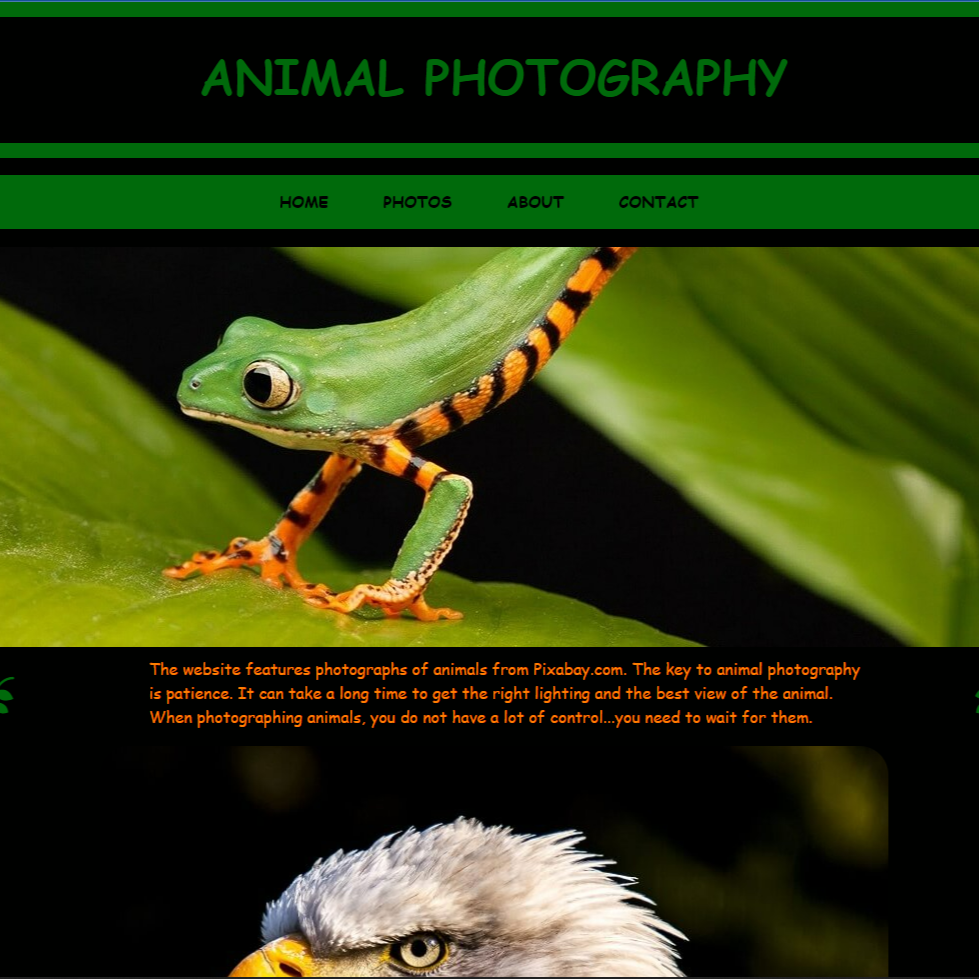 ANIMAL PHOTOGRAPHY
HOME PHOTOS ABOUT CONTACT
The website features photographs of animals from Pixabay.com. The key to animal photography
is patience. It can take a long time to get the right lighting and the best view of the animal.
When photographing animals, you do not have a lot of control...you need to wait for them.